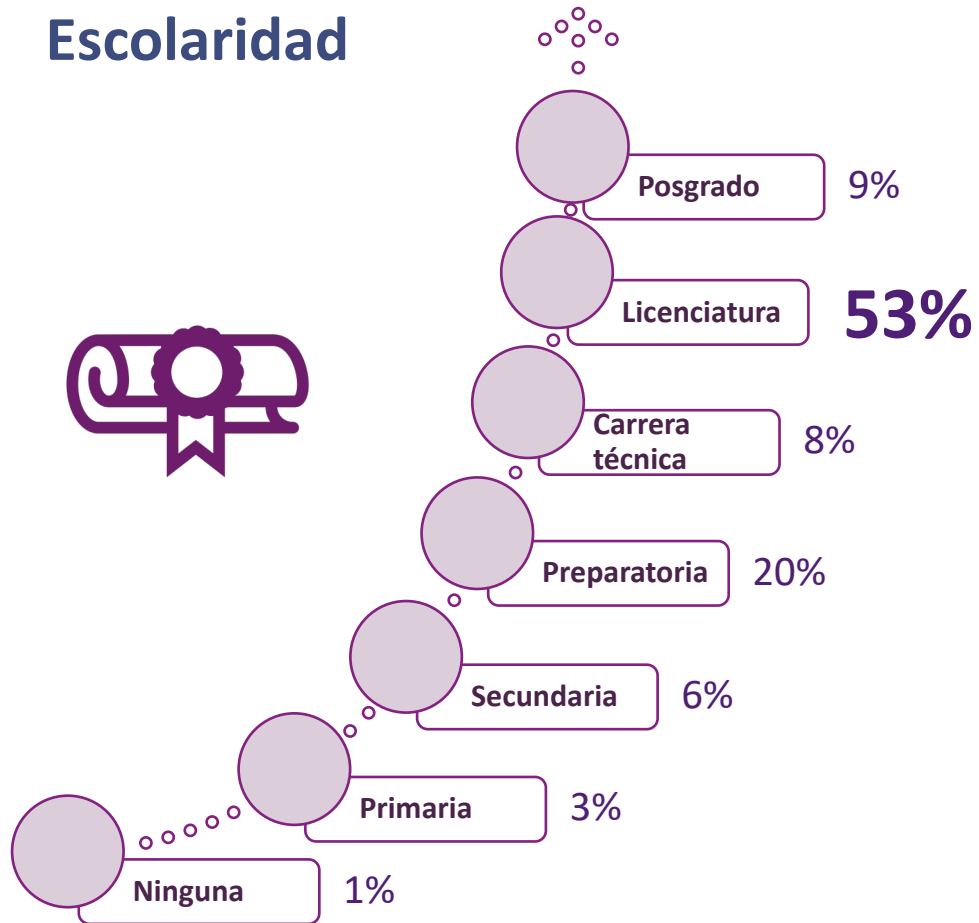 Escolaridad
Posgrado 9%
Licenciatura 53%
Carrera
técnica 8%
Preparatoria 20%
Secundaria 6%
Primaria 3%
Ninguna 1%